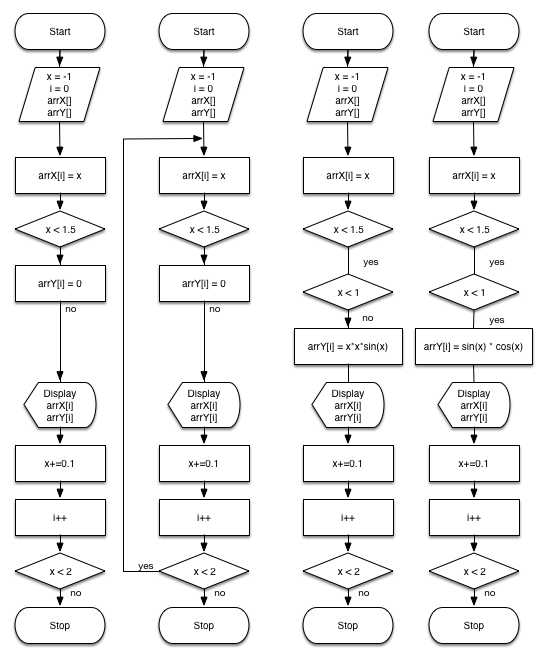 Start
x = -1
i = 0
arrX[]
arrY[]
arrX[i] = x
x < 1.5
arrY[i] = 0
no
Display
arrX[i]
arrY[i]
x+=0.1
i++
x < 2
no
Stop
Start
x = -1
i = 0
arrX[]
arrY[]
arrX[i] = x
x < 1.5
arrY[i] = 0
no
Display
arrX[i]
arrY[i]
x+=0.1
i++
yes
x < 2
no
Stop
Start
x = -1
i = 0
arrX[]
arrY[]
arrX[i] = x
x < 1.5
yes
x < 1
no
arrY[i] = x*x*sin(x)
Display
arrX[i]
arrY[i]
x+=0.1
i++
x < 2
no
Stop
Start
x = -1
i = 0
arrX[]
arrY[]
arrX[i] = x
x < 1.5
yes
x < 1
yes
arrY[i] = sin(x) * cos(x)
Display
arrX[i]
arrY[i]
x+=0.1
i++
x < 2
no
Stop